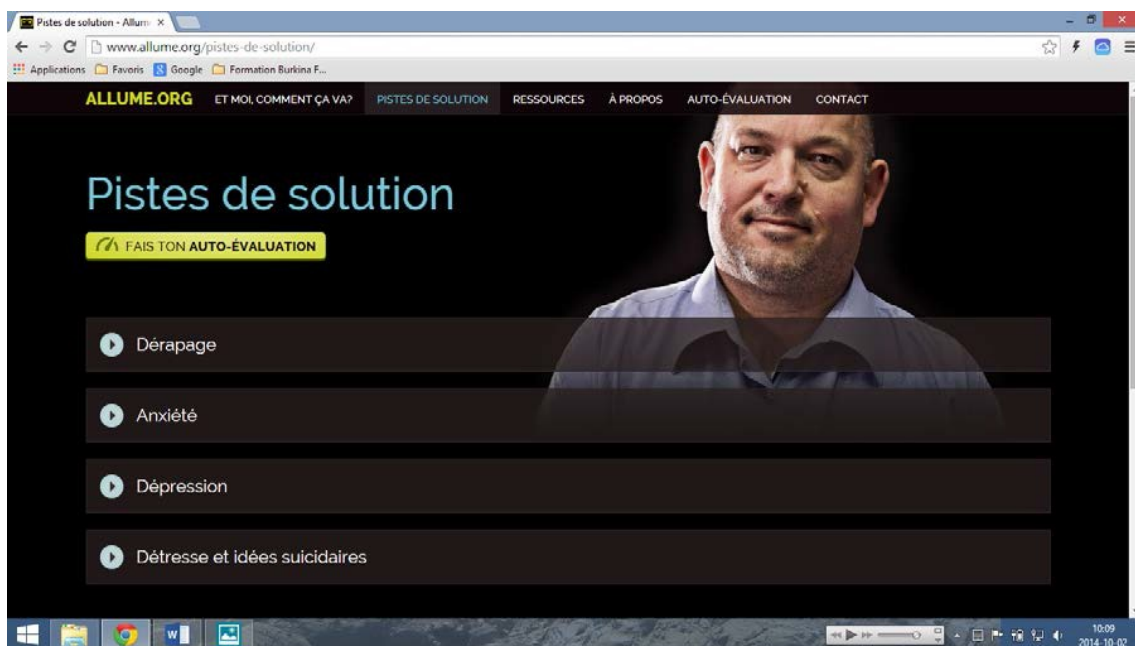 Pistes de solution - Allum
www.allume.org/pistes-de-solution/
Applications Favoris Google Formation Burkina F...
ALLUME.ORG ET MOI, COMMENT ÇA VA? PISTES DE SOLUTION RESSOURCES À PROPOS AUTO-ÉVALUATION CONTACT
Pistes de solution
FAIS TON AUTO-ÉVALUATION
Dérapage
Anxiété
Dépression
Détresse et idées suicidaires
10:09
2014-10-02